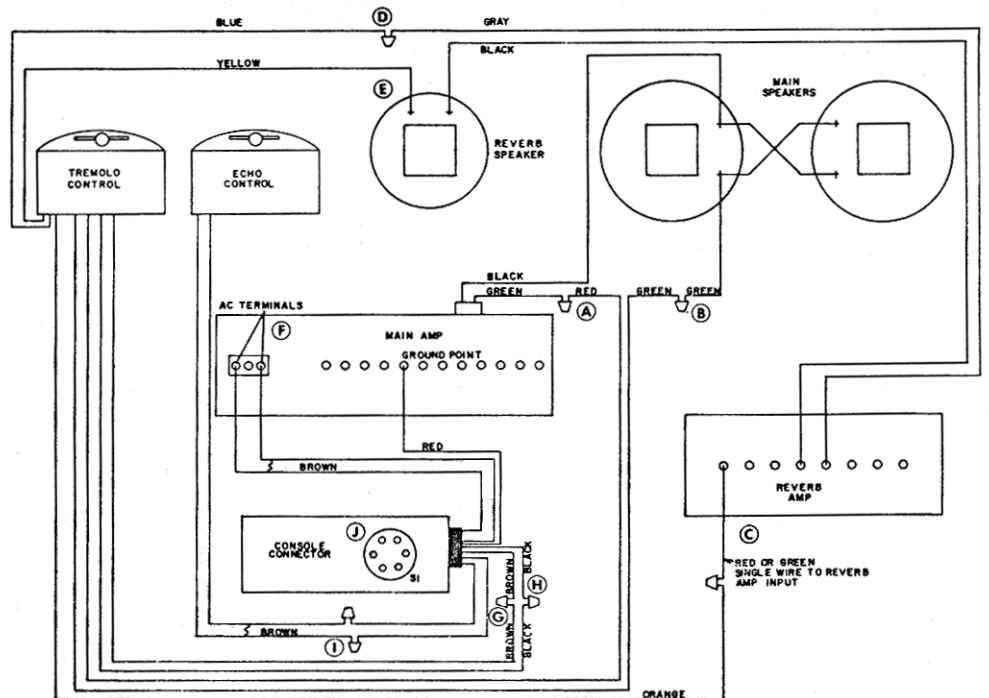 D
BLUE
GRAY
BLACK
YELLOW
E
MAIN
SPEAKERS
REVERB
SPEAKER
TREMOLO
CONTROL
ECHO
CONTROL
BLACK
GREEN
RED
GREEN
GREEN
A
B
AC TERMINALS
F
MAIN AMP
GROUND POINT
RED
BROWN
REVERB
AMP
C
J
CONSOLE
CONNECTOR
S1
BLACK
BROWN
H
G
RED OR GREEN
SINGLE WIRE TO REVERB
AMP INPUT
BROWN
I
BROWN
BLACK
ORANGE